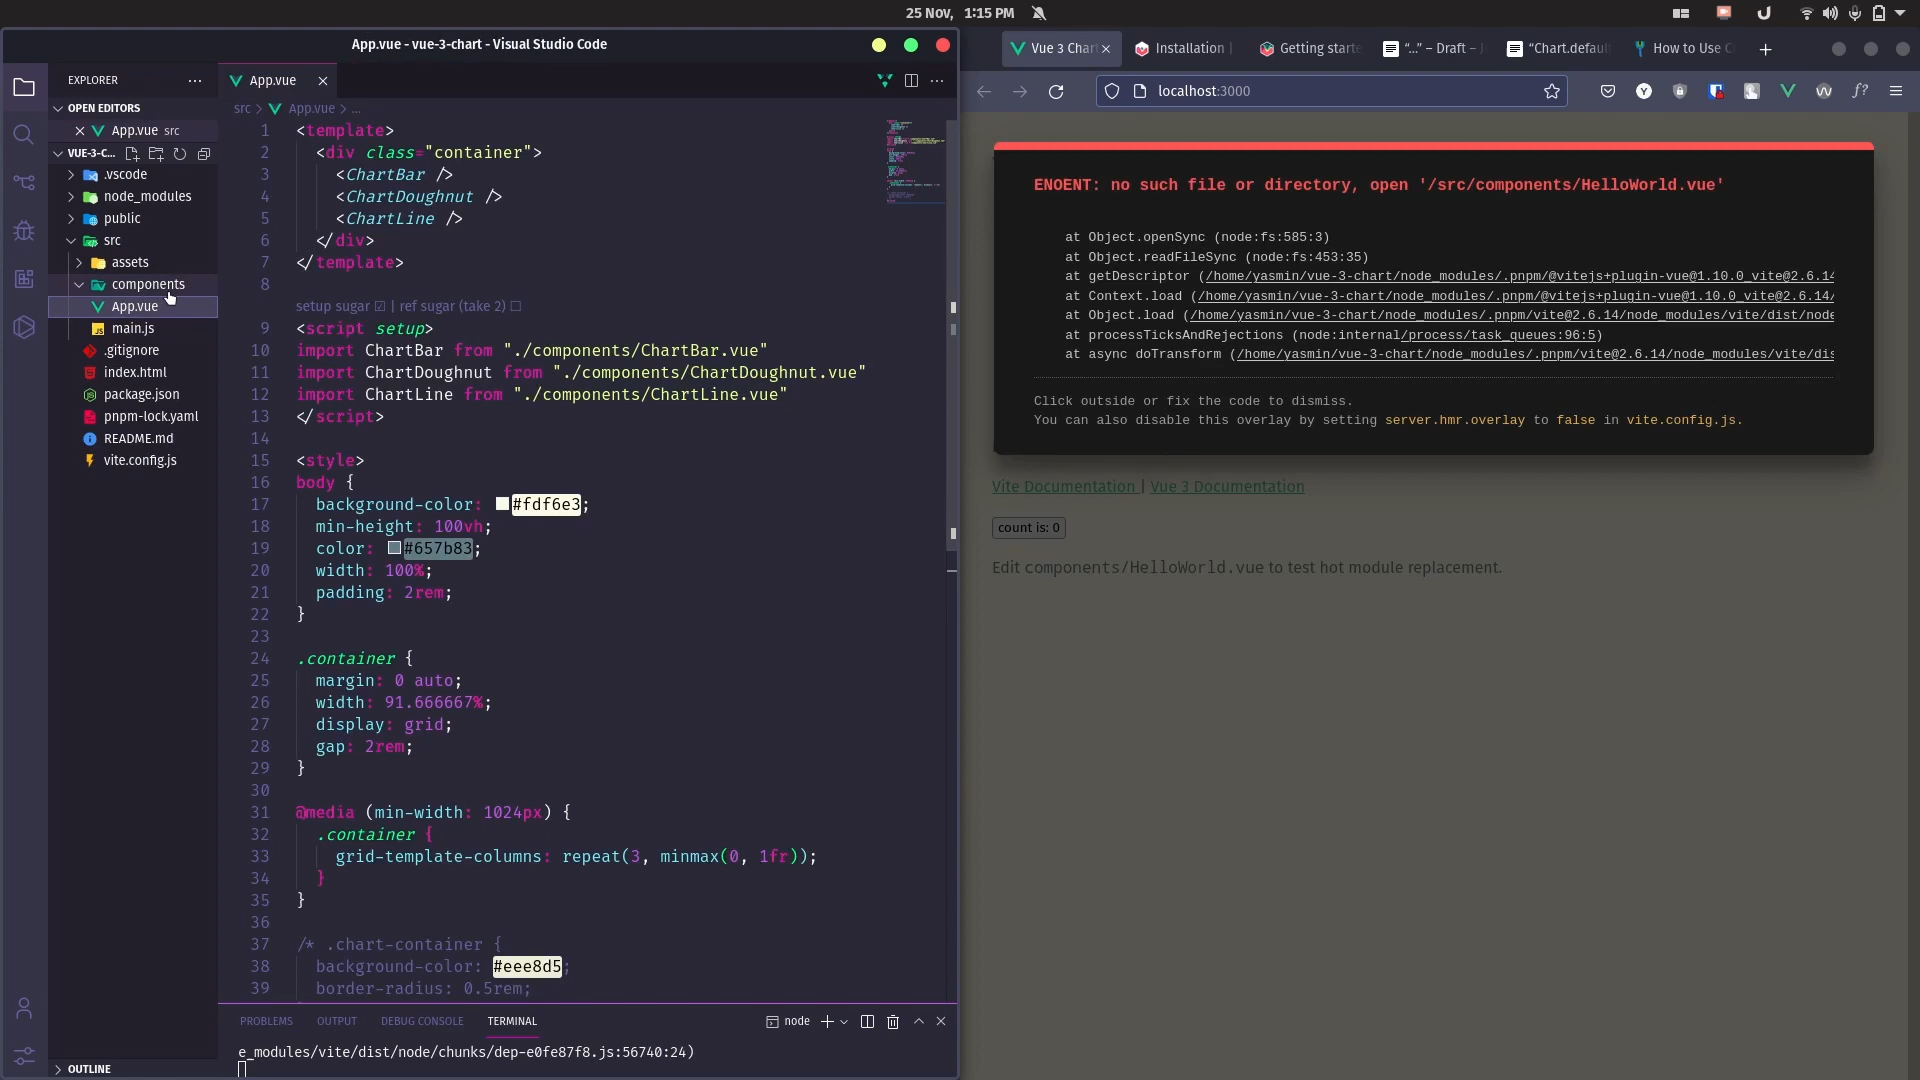 25 Nov, 1:15 PM
App.vue - vue-3-chart - Visual Studio Code
EXPLORER
OPEN EDITORS
App.vue src
VUE-3-C...
.vscode
node_modules
public
src
assets
components
App.vue
main.js
.gitignore
index.html
package.json
pnpm-lock.yaml
README.md
vite.config.js
OUTLINE
App.vue
src > App.vue > ...
1 <template>
2 <div class="container">
3 <ChartBar />
4 <ChartDoughnut />
5 <ChartLine />
6 </div>
7 </template>
8
setup sugar ☑ | ref sugar (take 2) ☐
9 <script setup>
10 import ChartBar from "./components/ChartBar.vue"
11 import ChartDoughnut from "./components/ChartDoughnut.vue"
12 import ChartLine from "./components/ChartLine.vue"
13 </script>
14
15 <style>
16 body {
17 background-color: #fdf6e3;
18 min-height: 100vh;
19 color: #657b83;
20 width: 100%;
21 padding: 2rem;
22 }
23
24 .container {
25 margin: 0 auto;
26 width: 91.666667%;
27 display: grid;
28 gap: 2rem;
29 }
30
31 @media (min-width: 1024px) {
32 .container {
33 grid-template-columns: repeat(3, minmax(0, 1fr));
34 }
35 }
36
37 /* .chart-container {
38 background-color: #eee8d5;
39 border-radius: 0.5rem;
PROBLEMS OUTPUT DEBUG CONSOLE TERMINAL node
e_modules/vite/dist/node/chunks/dep-e0fe87f8.js:56740:24)
Vue 3 Char
Installation
Getting starte
"..." – Draft –
"Chart.defau
How to Use C
localhost:3000
ENOENT: no such file or directory, open '/src/components/HelloWorld.vue'
at Object.openSync (node:fs:585:3)
at Object.readFileSync (node:fs:453:35)
at getDescriptor (/home/yasmin/vue-3-chart/node_modules/.pnpm/@vitejs+plugin-vue@1.10.0_vite@2.6.14
at Context.load (/home/yasmin/vue-3-chart/node_modules/.pnpm/@vitejs+plugin-vue@1.10.0_vite@2.6.14/
at Object.load (/home/yasmin/vue-3-chart/node_modules/.pnpm/vite@2.6.14/node_modules/vite/dist/node
at processTicksAndRejections (node:internal/process/task_queues:96:5)
at async doTransform (/home/yasmin/vue-3-chart/node_modules/.pnpm/vite@2.6.14/node_modules/vite/dis
Click outside or fix the code to dismiss.
You can also disable this overlay by setting server.hmr.overlay to false in vite.config.js.
Vite Documentation | Vue 3 Documentation
count is: 0
Edit components/HelloWorld.vue to test hot module replacement.